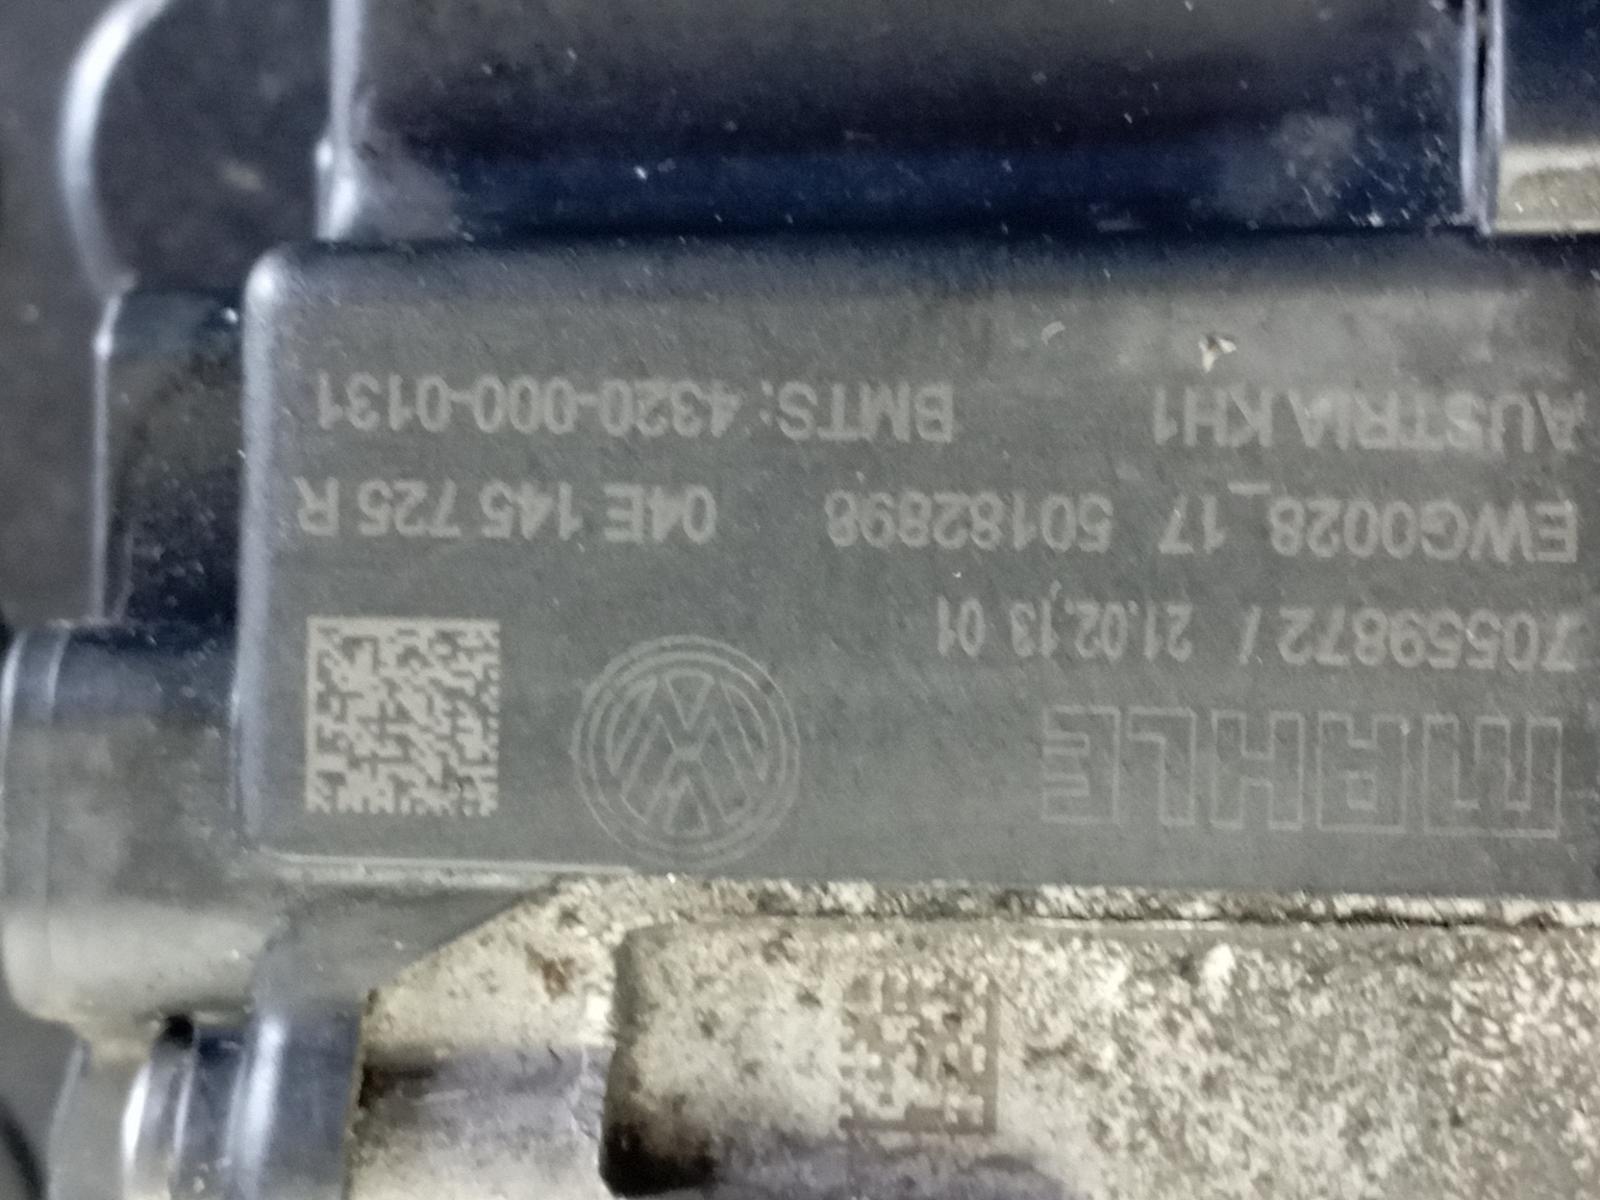 MAHLE
70559872 / 21.02.13 01
EWG0028_17 50182898 04E 145 725 R
AUSTRIA KH1 BMTS: 4320-000-0131